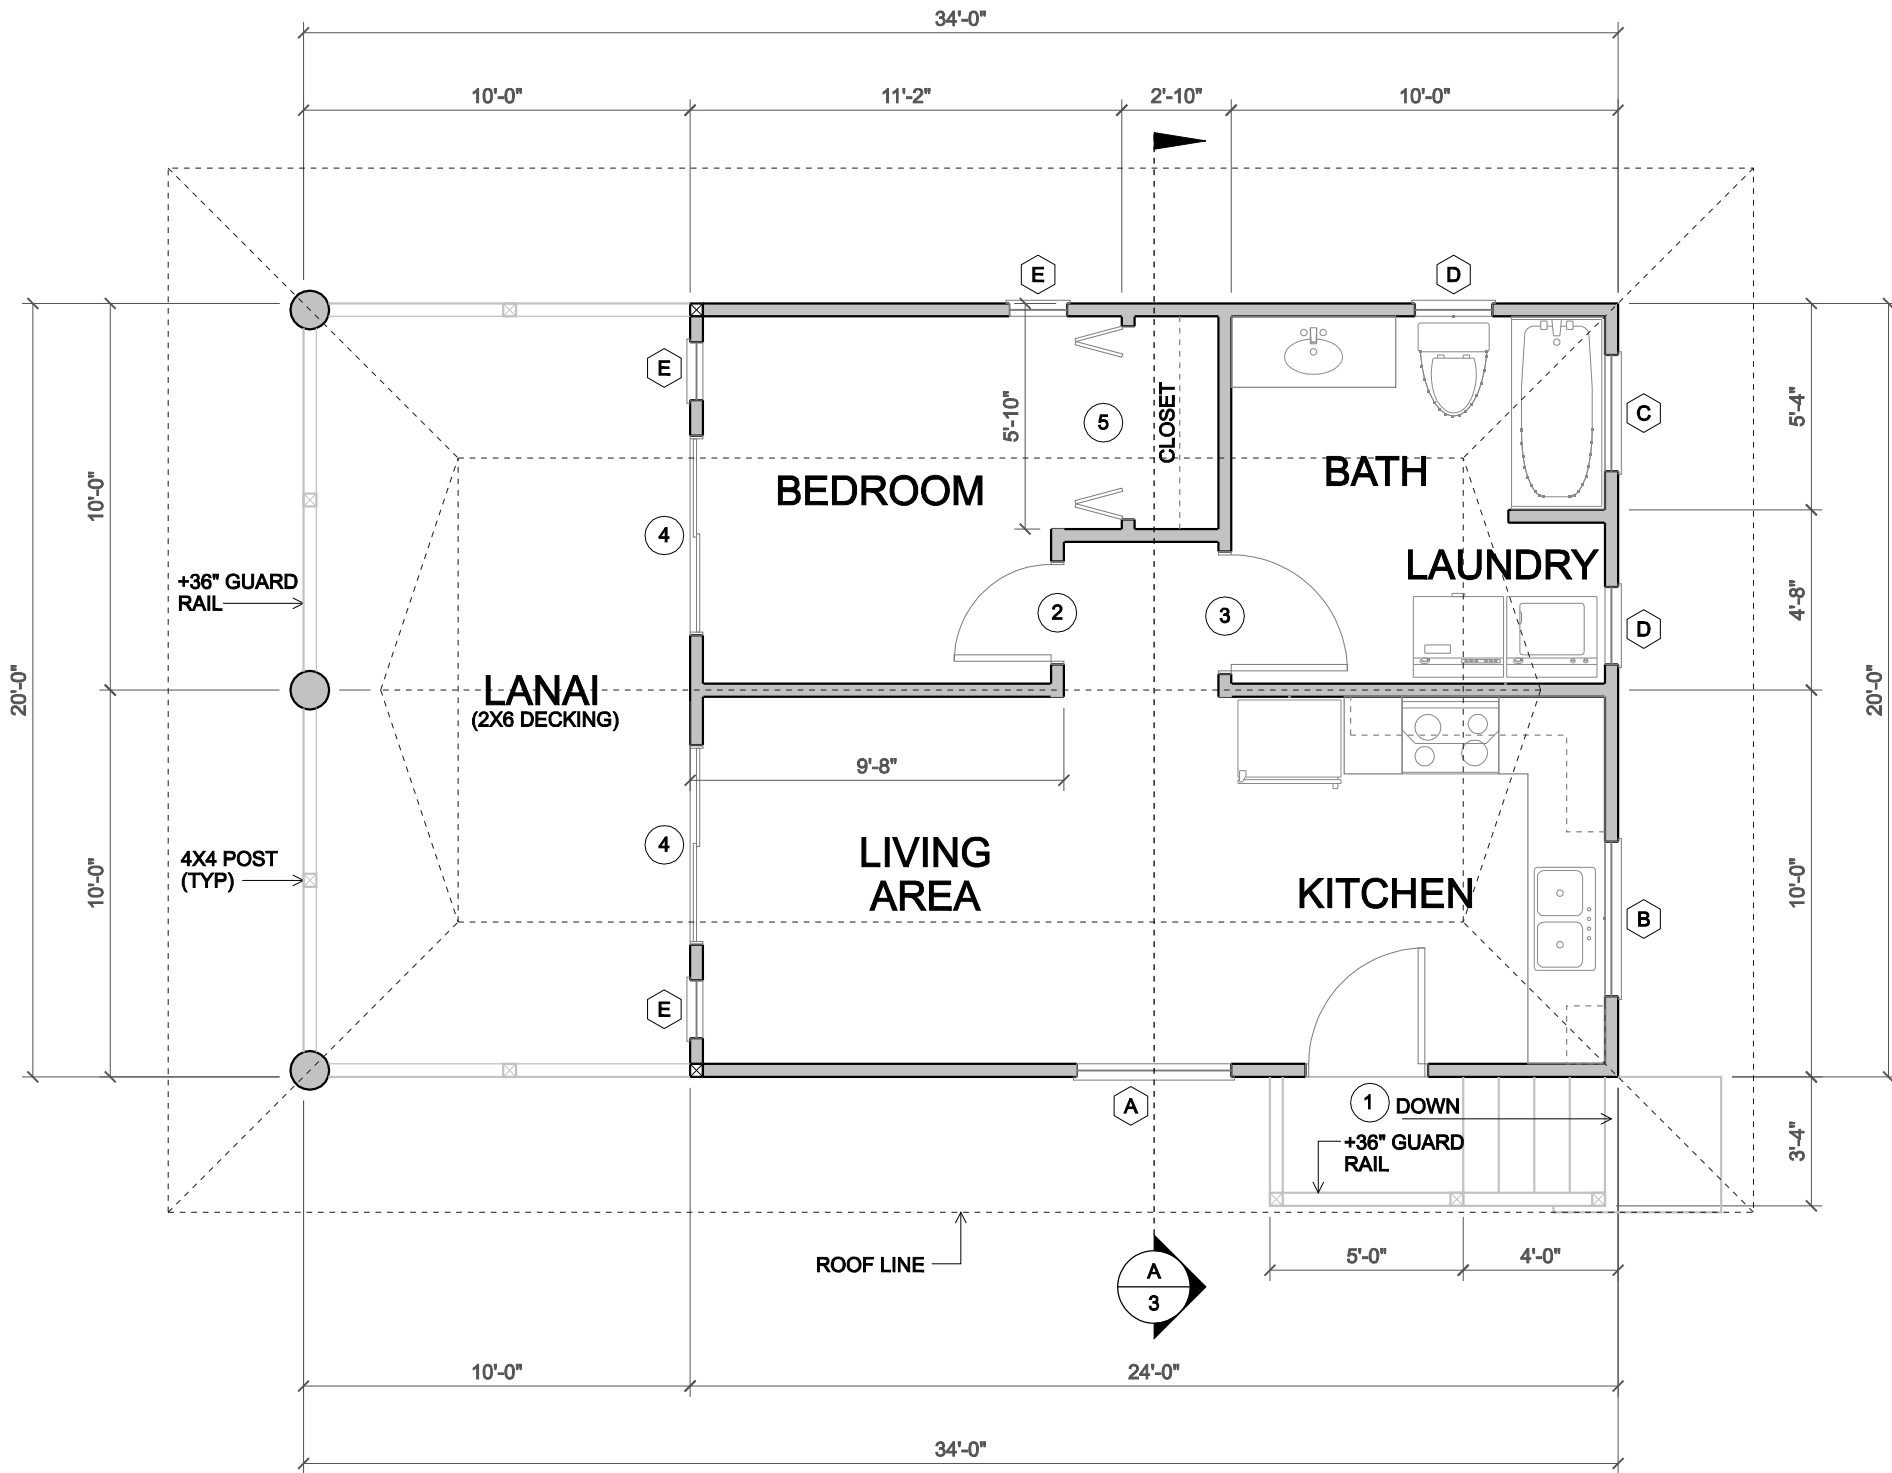 34'-0"
10'-0"
11'-2"
2'-10"
10'-0"
E
D
E
5
CLOSET
5'-10"
C
5'-4"
BATH
BEDROOM
10'-0"
4
LAUNDRY
+36" GUARD
RAIL
2
3
D
4'-8"
20'-0"
LANAI
(2X6 DECKING)
20'-0"
9'-8"
4
LIVING
AREA
KITCHEN
4X4 POST
(TYP)
10'-0"
10'-0"
B
E
A
1
DOWN
+36" GUARD
RAIL
3'-4"
ROOF LINE
A
3
5'-0"
4'-0"
10'-0"
24'-0"
34'-0"